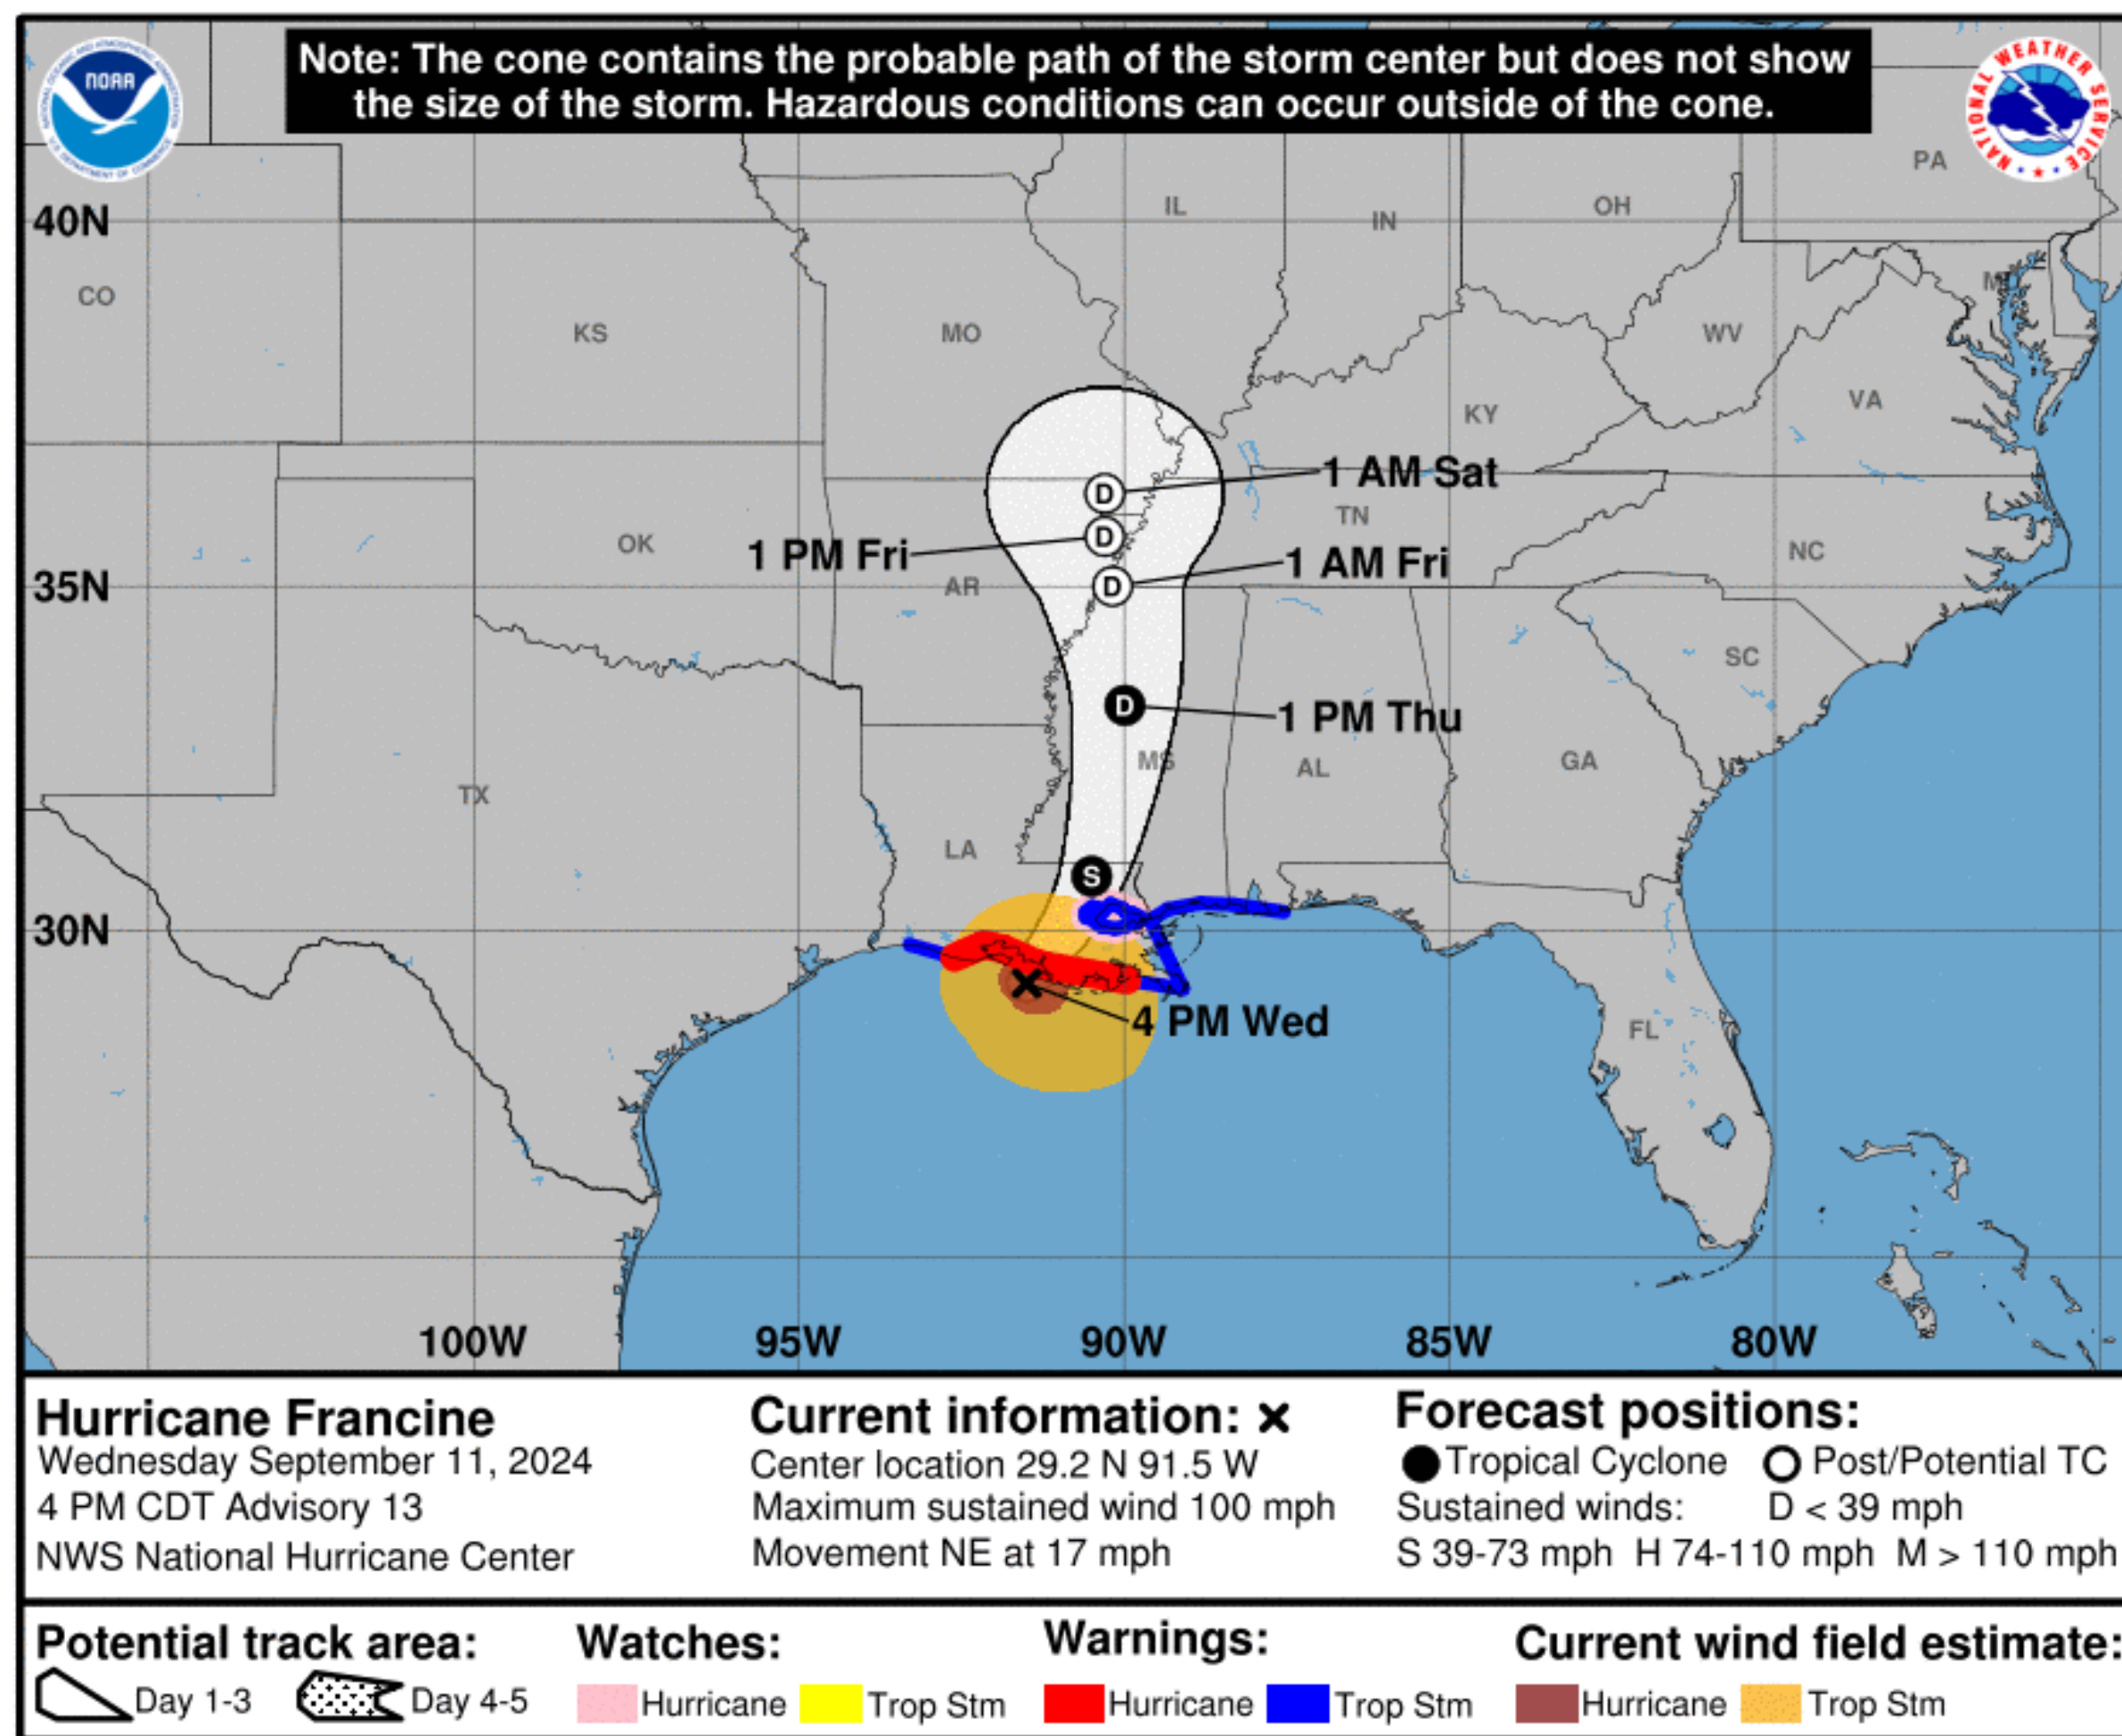 Note: The cone contains the probable path of the storm center but does not show
the size of the storm. Hazardous conditions can occur outside of the cone.
NOAA
NATIONAL WEATHER SERVICE
PA
IL
IN
OH
40N
CO
KS
MO
WV
VA
KY
1 AM Sat
TN
OK
1 PM Fri
1 AM Fri
NC
35N
AR
SC
1 PM Thu
MS
AL
GA
TX
LA
S
30N
4 PM Wed
FL
D
D
D
D
100W
95W
90W
85W
80W
Hurricane Francine
Wednesday September 11, 2024
4 PM CDT Advisory 13
NWS National Hurricane Center
Current information: x
Center location 29.2 N 91.5 W
Maximum sustained wind 100 mph
Movement NE at 17 mph
Forecast positions:
Tropical Cyclone Post/Potential TC
Sustained winds: D < 39 mph
S 39-73 mph H 74-110 mph M > 110 mph
Potential track area:
Day 1-3 Day 4-5
Watches:
Hurricane Trop Stm
Warnings:
Hurricane Trop Stm
Current wind field estimate:
Hurricane Trop Stm